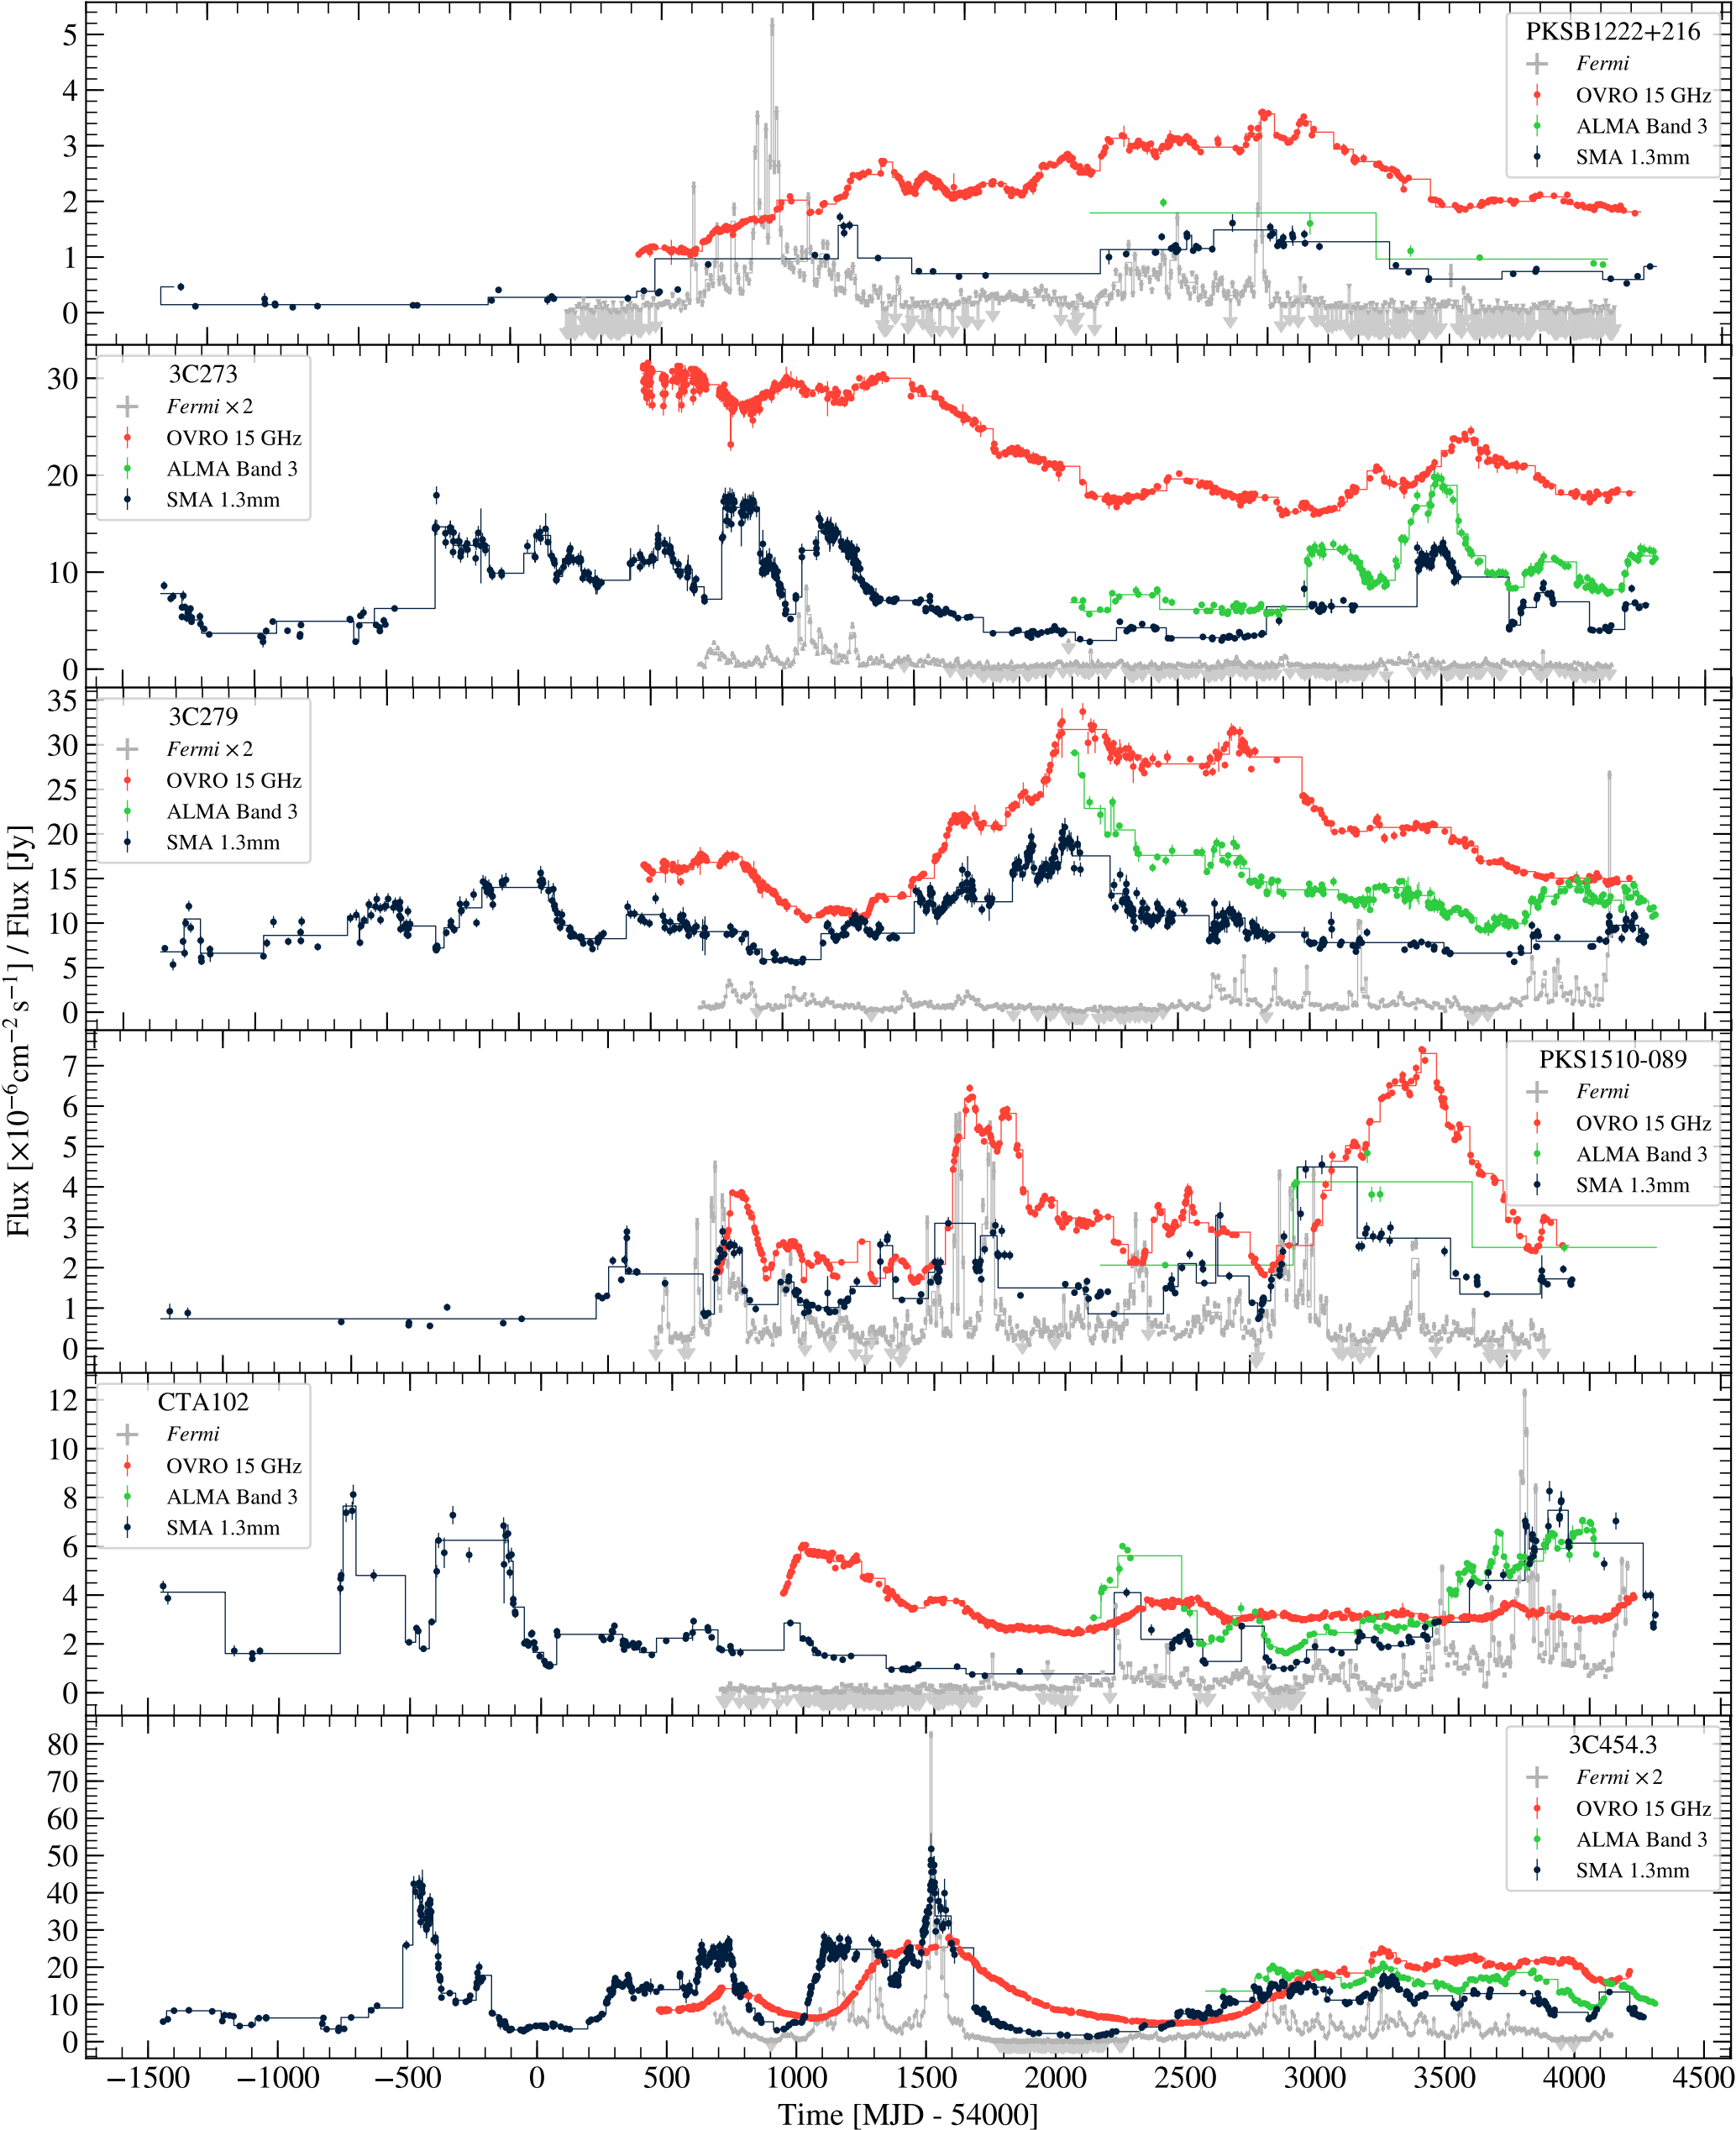 PKSB1222+216
Fermi
OVRO 15 GHz
ALMA Band 3
SMA 1.3mm
5
4
3
2
1
0
3C273
Fermi ×2
OVRO 15 GHz
ALMA Band 3
SMA 1.3mm
30
20
10
0
3C279
Fermi ×2
OVRO 15 GHz
ALMA Band 3
SMA 1.3mm
35
30
25
20
15
10
5
0
Flux [×10⁻⁶cm⁻²s⁻¹] / Flux [Jy]
PKS1510-089
Fermi
OVRO 15 GHz
ALMA Band 3
SMA 1.3mm
7
6
5
4
3
2
1
0
CTA102
Fermi
OVRO 15 GHz
ALMA Band 3
SMA 1.3mm
12
10
8
6
4
2
0
3C454.3
Fermi ×2
OVRO 15 GHz
ALMA Band 3
SMA 1.3mm
80
70
60
50
40
30
20
10
0
−1500 −1000 −500 0 500 1000 1500 2000 2500 3000 3500 4000 4500
Time [MJD - 54000]